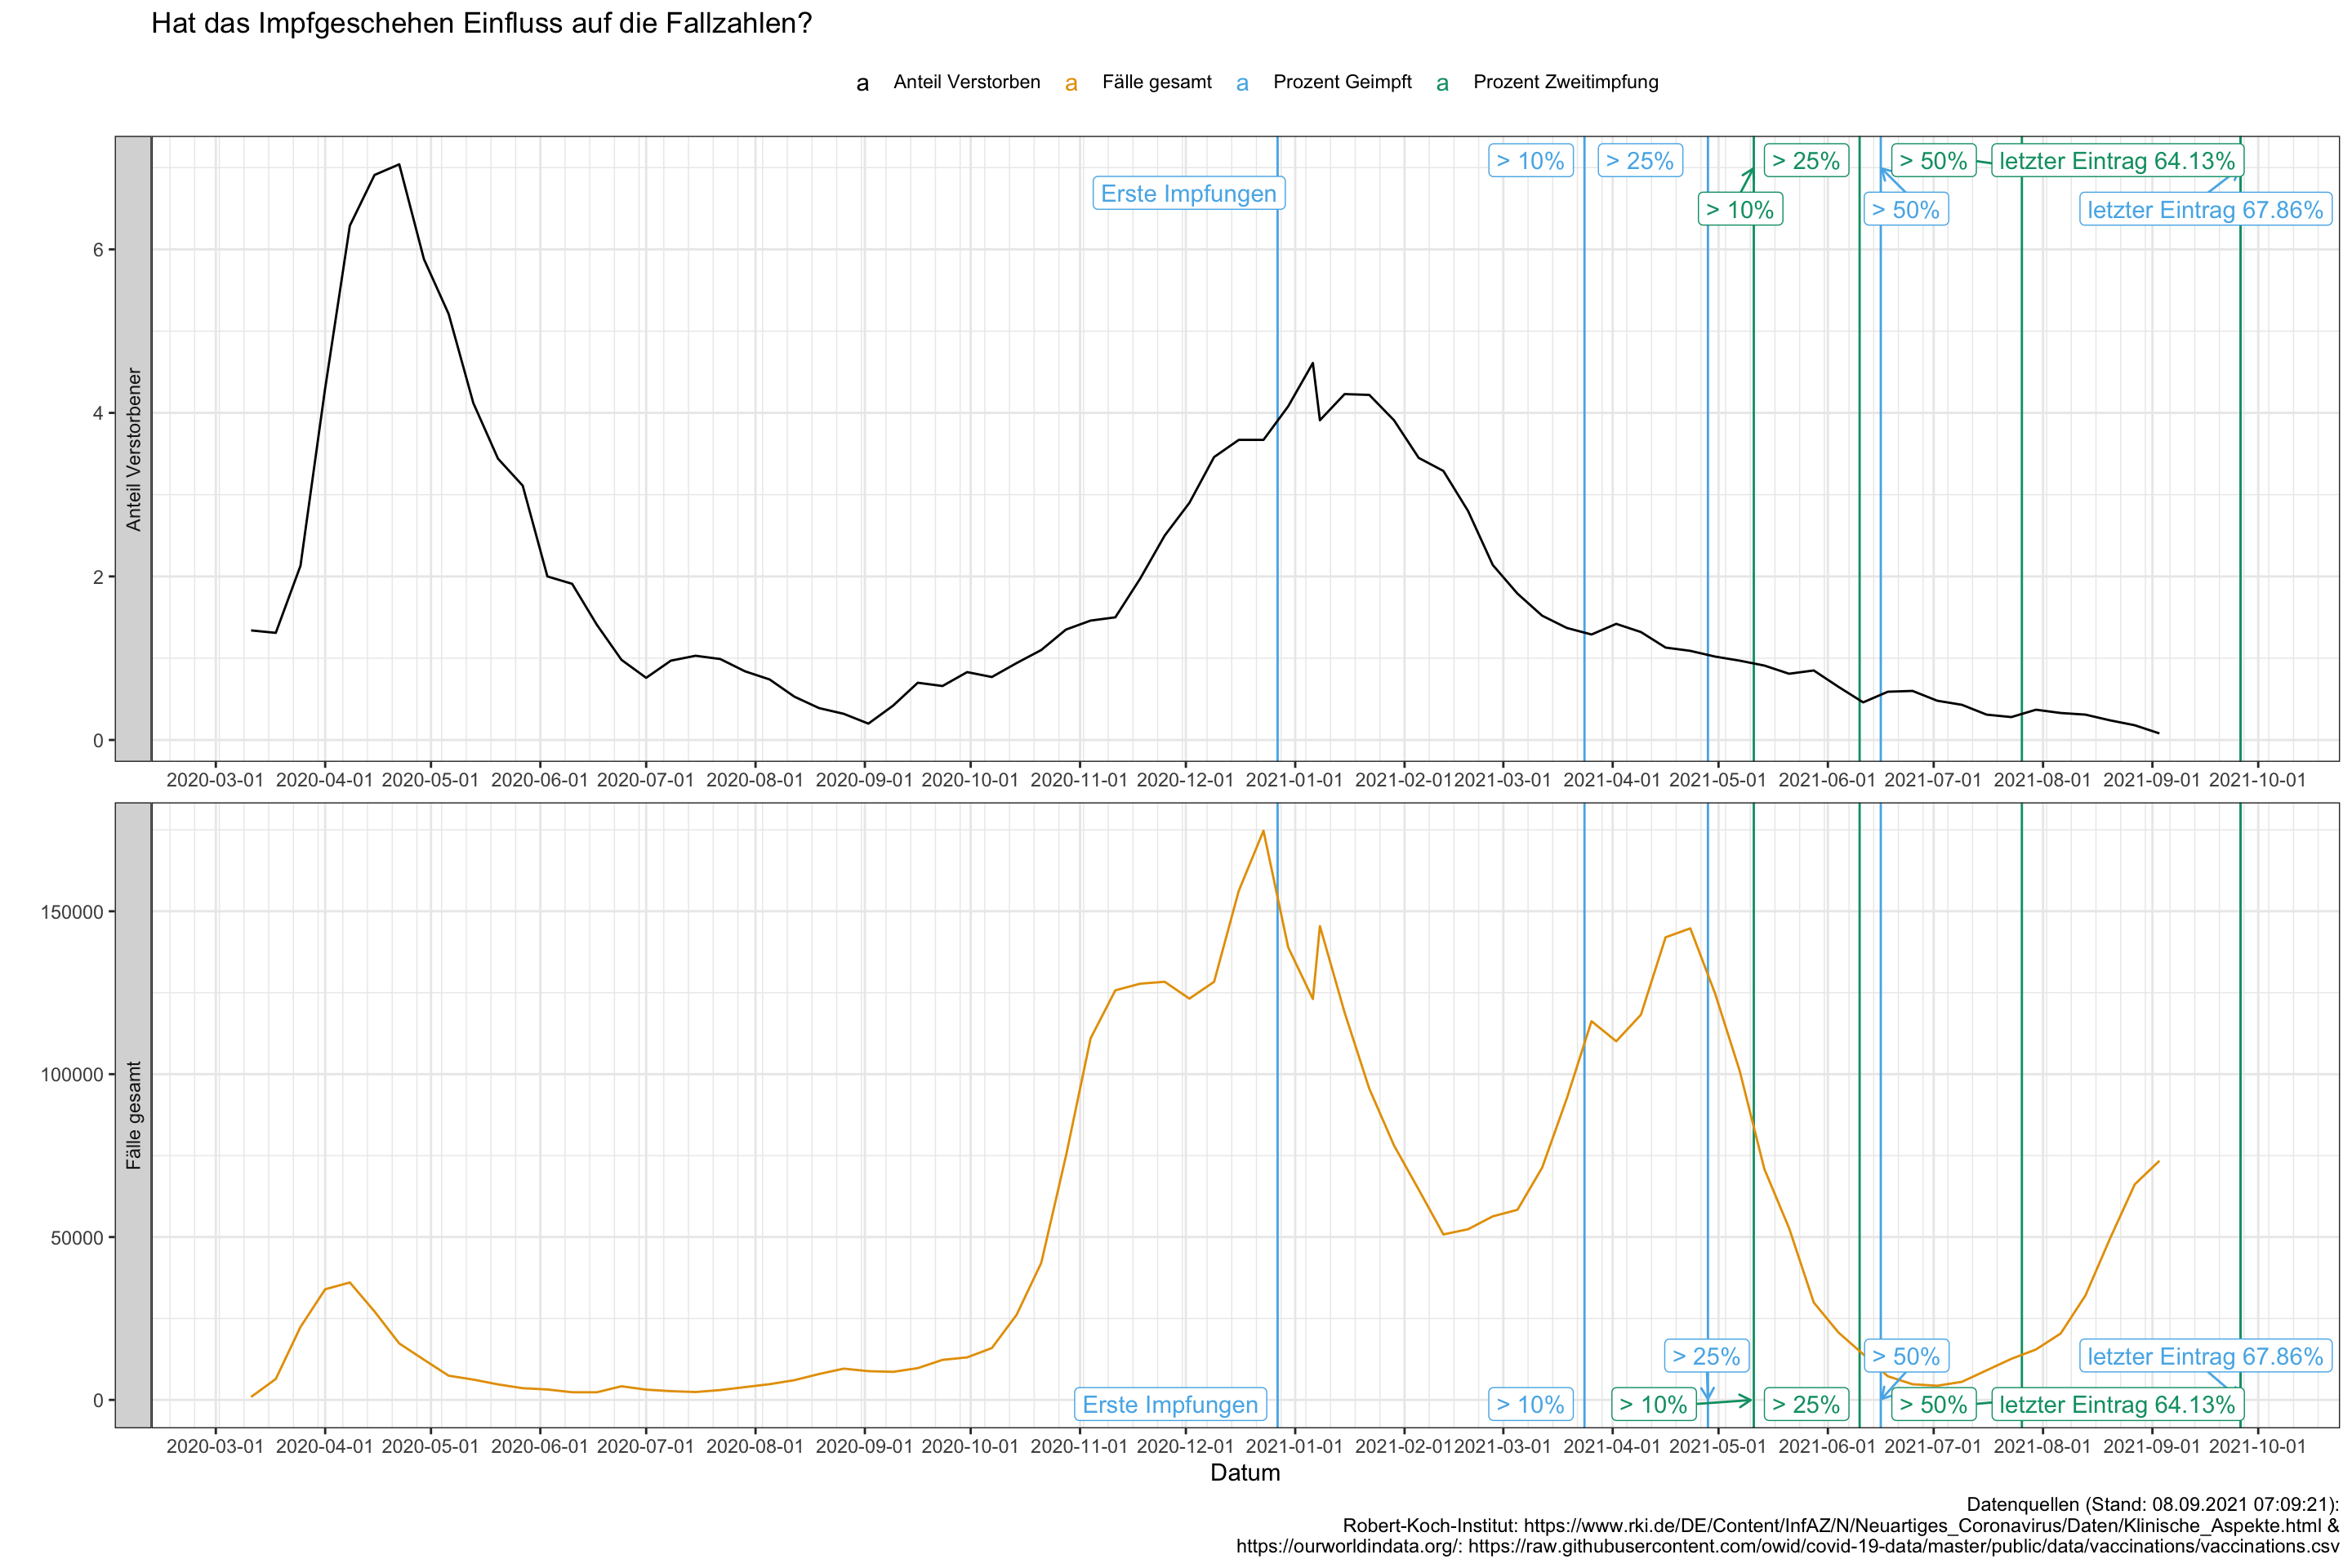 Hat das Impfgeschehen Einfluss auf die Fallzahlen?
a Anteil Verstorben a Fälle gesamt a Prozent Geimpft a Prozent Zweitimpfung
> 10% > 25% > 25% > 50% letzter Eintrag 64.13%
Erste Impfungen
> 10% > 50% letzter Eintrag 67.86%
Anteil Verstorbener
6
4
2
0
2020-03-01 2020-04-01 2020-05-01 2020-06-01 2020-07-01 2020-08-01 2020-09-01 2020-10-01 2020-11-01 2020-12-01 2021-01-01 2021-02-01 2021-03-01 2021-04-01 2021-05-01 2021-06-01 2021-07-01 2021-08-01 2021-09-01 2021-10-01
Fälle gesamt
150000
100000
50000
0
> 25% > 50% letzter Eintrag 67.86%
Erste Impfungen > 10% > 10% > 25% > 50% letzter Eintrag 64.13%
2020-03-01 2020-04-01 2020-05-01 2020-06-01 2020-07-01 2020-08-01 2020-09-01 2020-10-01 2020-11-01 2020-12-01 2021-01-01 2021-02-01 2021-03-01 2021-04-01 2021-05-01 2021-06-01 2021-07-01 2021-08-01 2021-09-01 2021-10-01
Datum
Datenquellen (Stand: 08.09.2021 07:09:21):
Robert-Koch-Institut: https://www.rki.de/DE/Content/InfAZ/N/Neuartiges_Coronavirus/Daten/Klinische_Aspekte.html &
https://ourworldindata.org/: https://raw.githubusercontent.com/owid/covid-19-data/master/public/data/vaccinations/vaccinations.csv